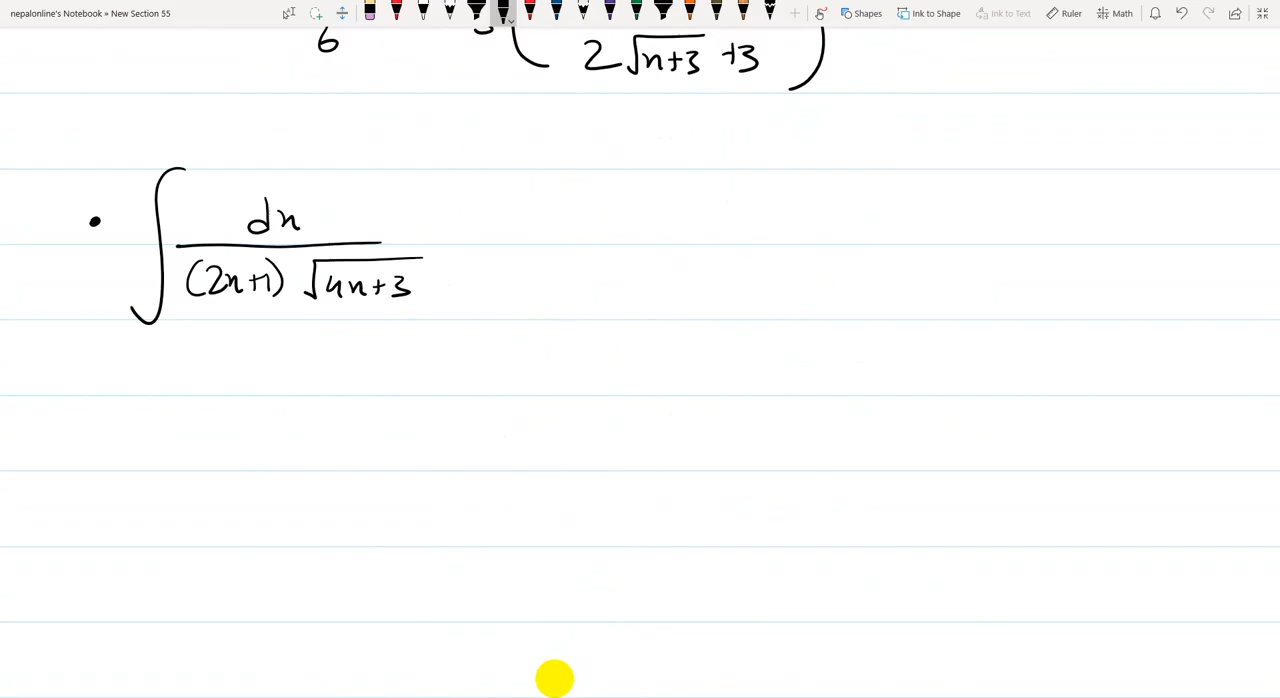 nepalonline's Notebook » New Section 55
Shapes Ink to Shape Ink to Text Ruler Math
6
2√(n+3) + 3
• ∫ dn / ((2n+1) √(4n+3))